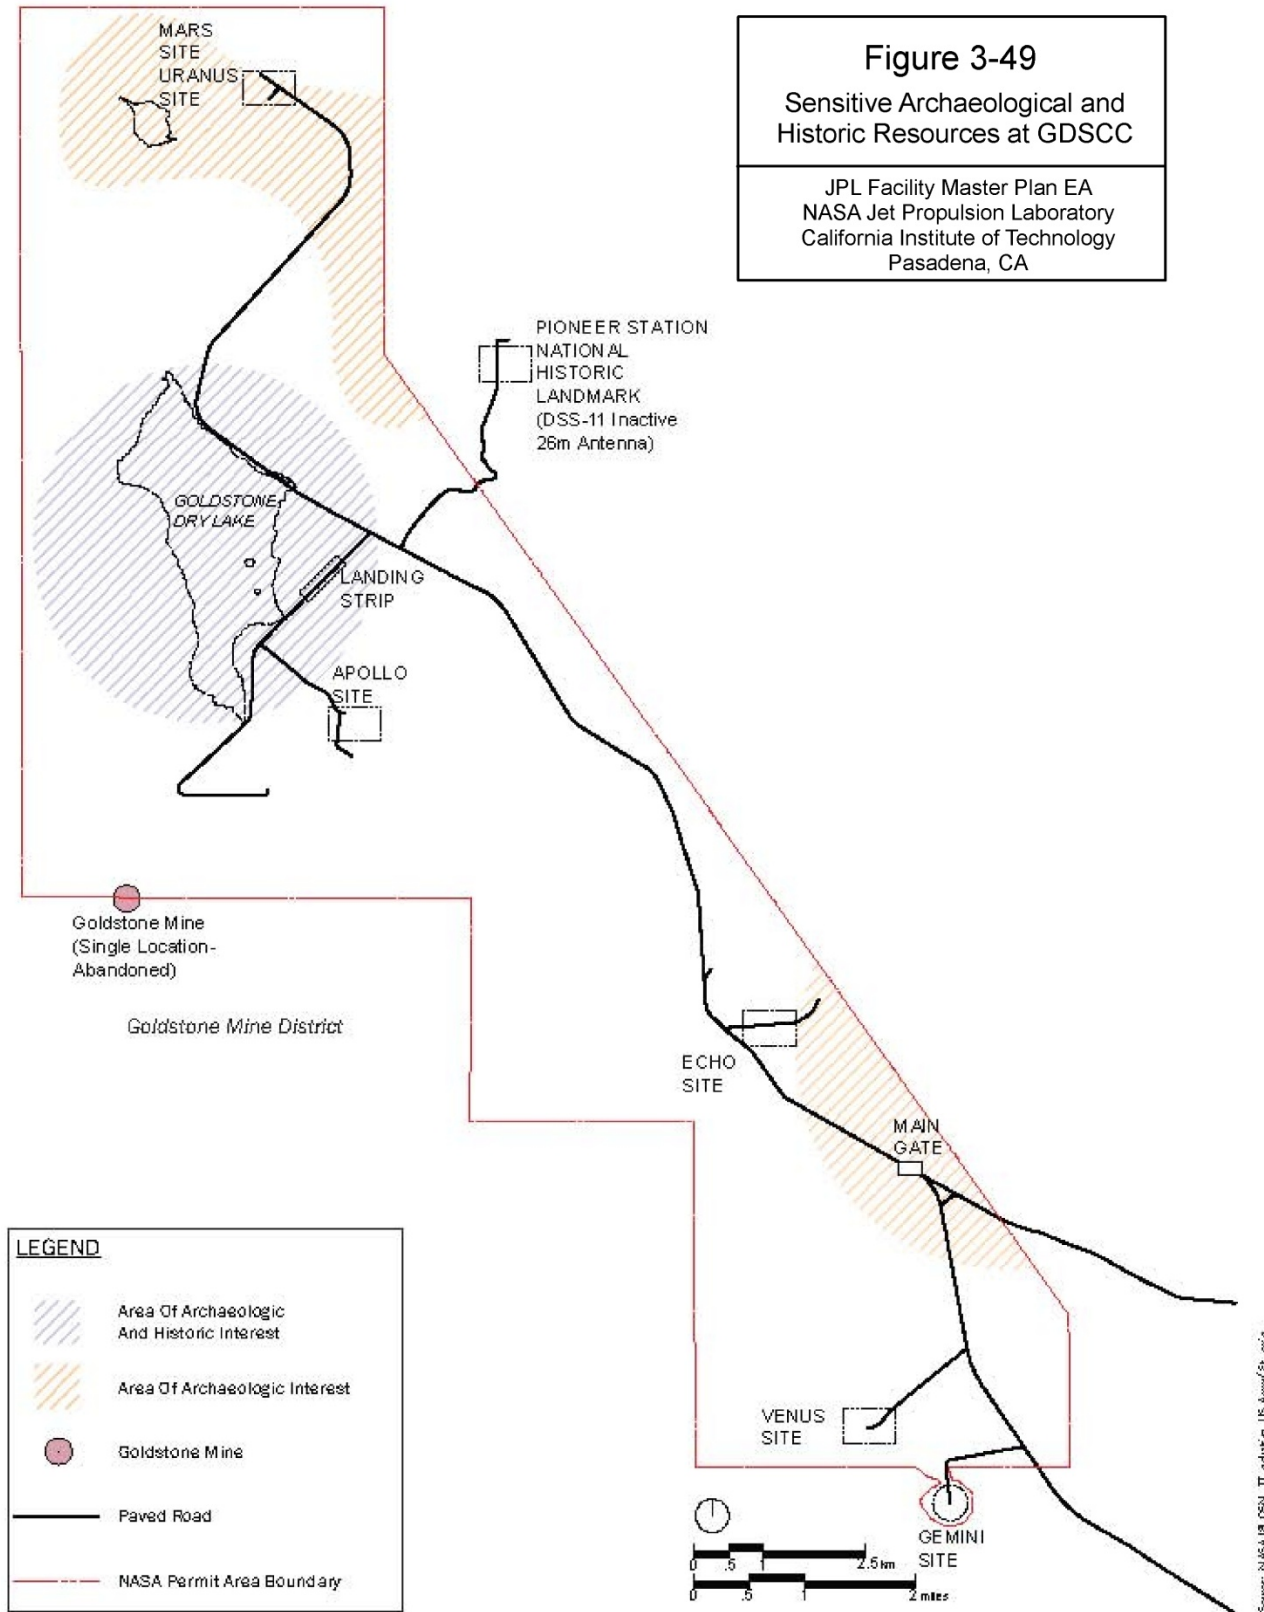 Figure 3-49
Sensitive Archaeological and
Historic Resources at GDSCC
JPL Facility Master Plan EA
NASA Jet Propulsion Laboratory
California Institute of Technology
Pasadena, CA
MARS
SITE
URANUS
SITE
PIONEER STATION
NATIONAL
HISTORIC
LANDMARK
(DSS-11 Inactive
26m Antenna)
GOLDSTONE
DRY LAKE
LANDING
STRIP
APOLLO
SITE
Goldstone Mine
(Single Location-
Abandoned)
Goldstone Mine District
ECHO
SITE
MAIN
GATE
VENUS
SITE
GEMINI
SITE
LEGEND
Area Of Archaeologic
And Historic Interest
Area Of Archaeologic Interest
Goldstone Mine
Paved Road
NASA Permit Area Boundary
0 .5 1 2.5 km
0 .5 1 2 miles
Source: NASA